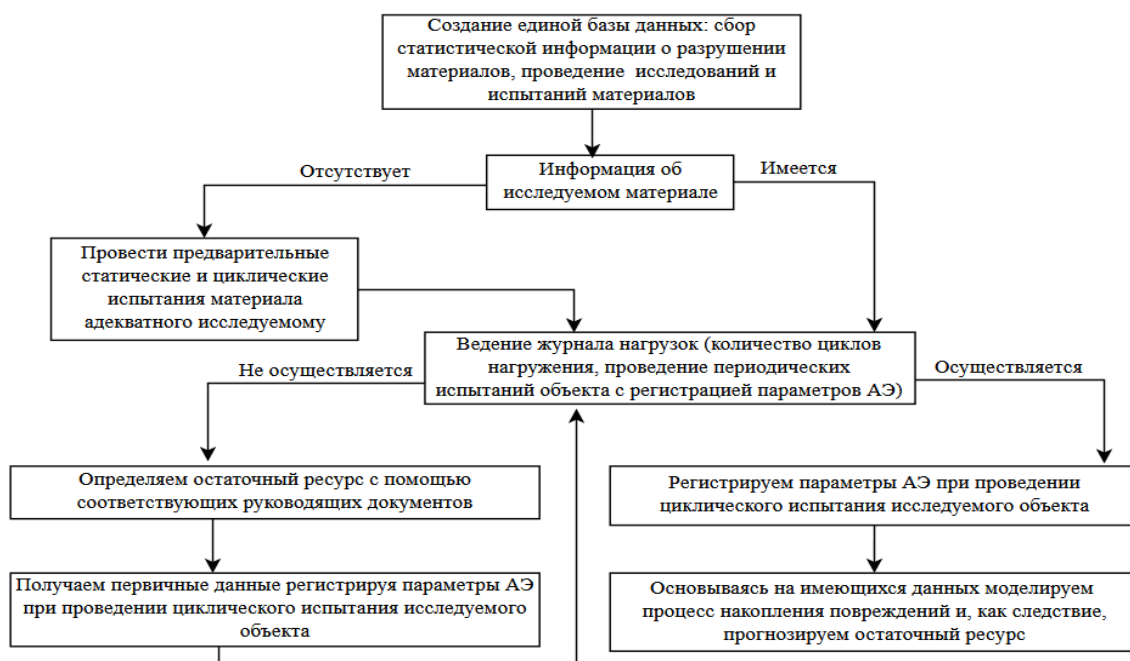 Создание единой базы данных: сбор
статистической информации о разрушении
материалов, проведение исследований и
испытаний материалов
Отсутствует
Информация об
исследуемом материале
Имеется
Провести предварительные
статические и циклические
испытания материала
адекватного исследуемому
Ведение журнала нагрузок (количество циклов
нагружения, проведение периодических
испытаний объекта с регистрацией параметров АЭ)
Не осуществляется
Осуществляется
Определяем остаточный ресурс с помощью
соответствующих руководящих документов
Регистрируем параметры АЭ при проведении
циклического испытания исследуемого объекта
Получаем первичные данные регистрируя параметры АЭ
при проведении циклического испытания исследуемого
объекта
Основываясь на имеющихся данных моделируем
процесс накопления повреждений и, как следствие,
прогнозируем остаточный ресурс